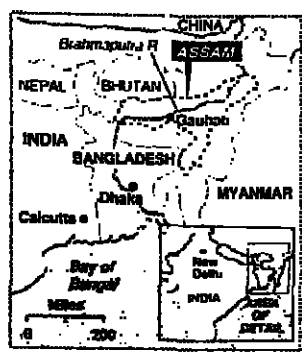 CHINA
Brahmaputra R.
ASSAM
NEPAL
BHUTAN
Gauhati
INDIA
BANGLADESH
Dhaka
MYANMAR
Calcutta
Bay of
Bengal
Miles
0 200
New
Delhi
INDIA
AREA
OF
DETAIL